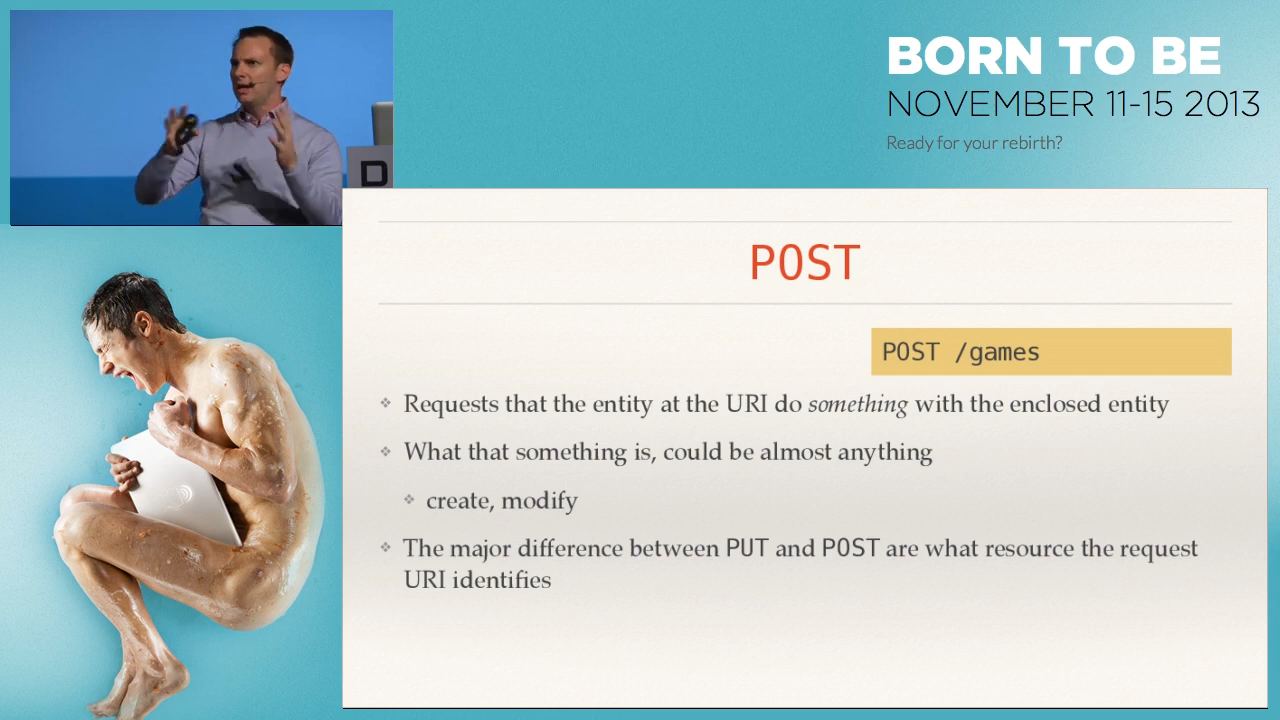 BORN TO BE
NOVEMBER 11-15 2013
Ready for your rebirth?
D
POST
POST /games
❖ Requests that the entity at the URI do something with the enclosed entity
❖ What that something is, could be almost anything
❖ create, modify
❖ The major difference between PUT and POST are what resource the request
URI identifies